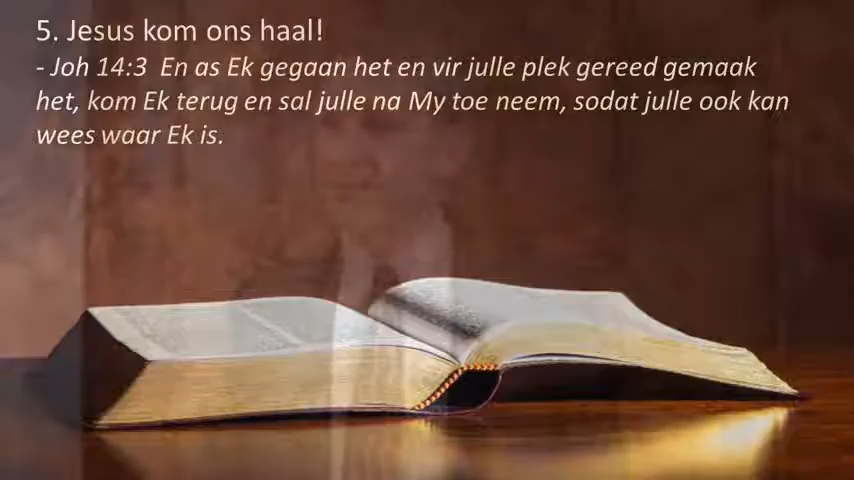 5. Jesus kom ons haal!
- Joh 14:3  En as Ek gegaan het en vir julle plek gereed gemaak
het, kom Ek terug en sal julle na My toe neem, sodat julle ook kan
wees waar Ek is.